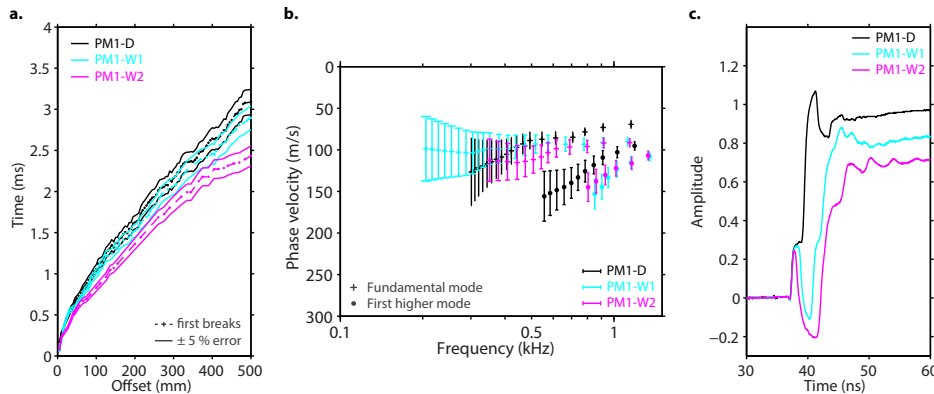 a.
b.
c.
4
3.5
3
2.5
2
1.5
1
0.5
0
Time (ms)
PM1-D
PM1-W1
PM1-W2
first breaks
± 5 % error
0
100
200
300
400
500
Offset (mm)
0
50
100
150
200
250
300
Phase velocity (m/s)
Fundamental mode
First higher mode
PM1-D
PM1-W1
PM1-W2
0.1
0.5
1
Frequency (kHz)
1.2
1
0.8
0.6
0.4
0.2
0
−0.2
Amplitude
PM1-D
PM1-W1
PM1-W2
30
40
50
60
Time (ns)